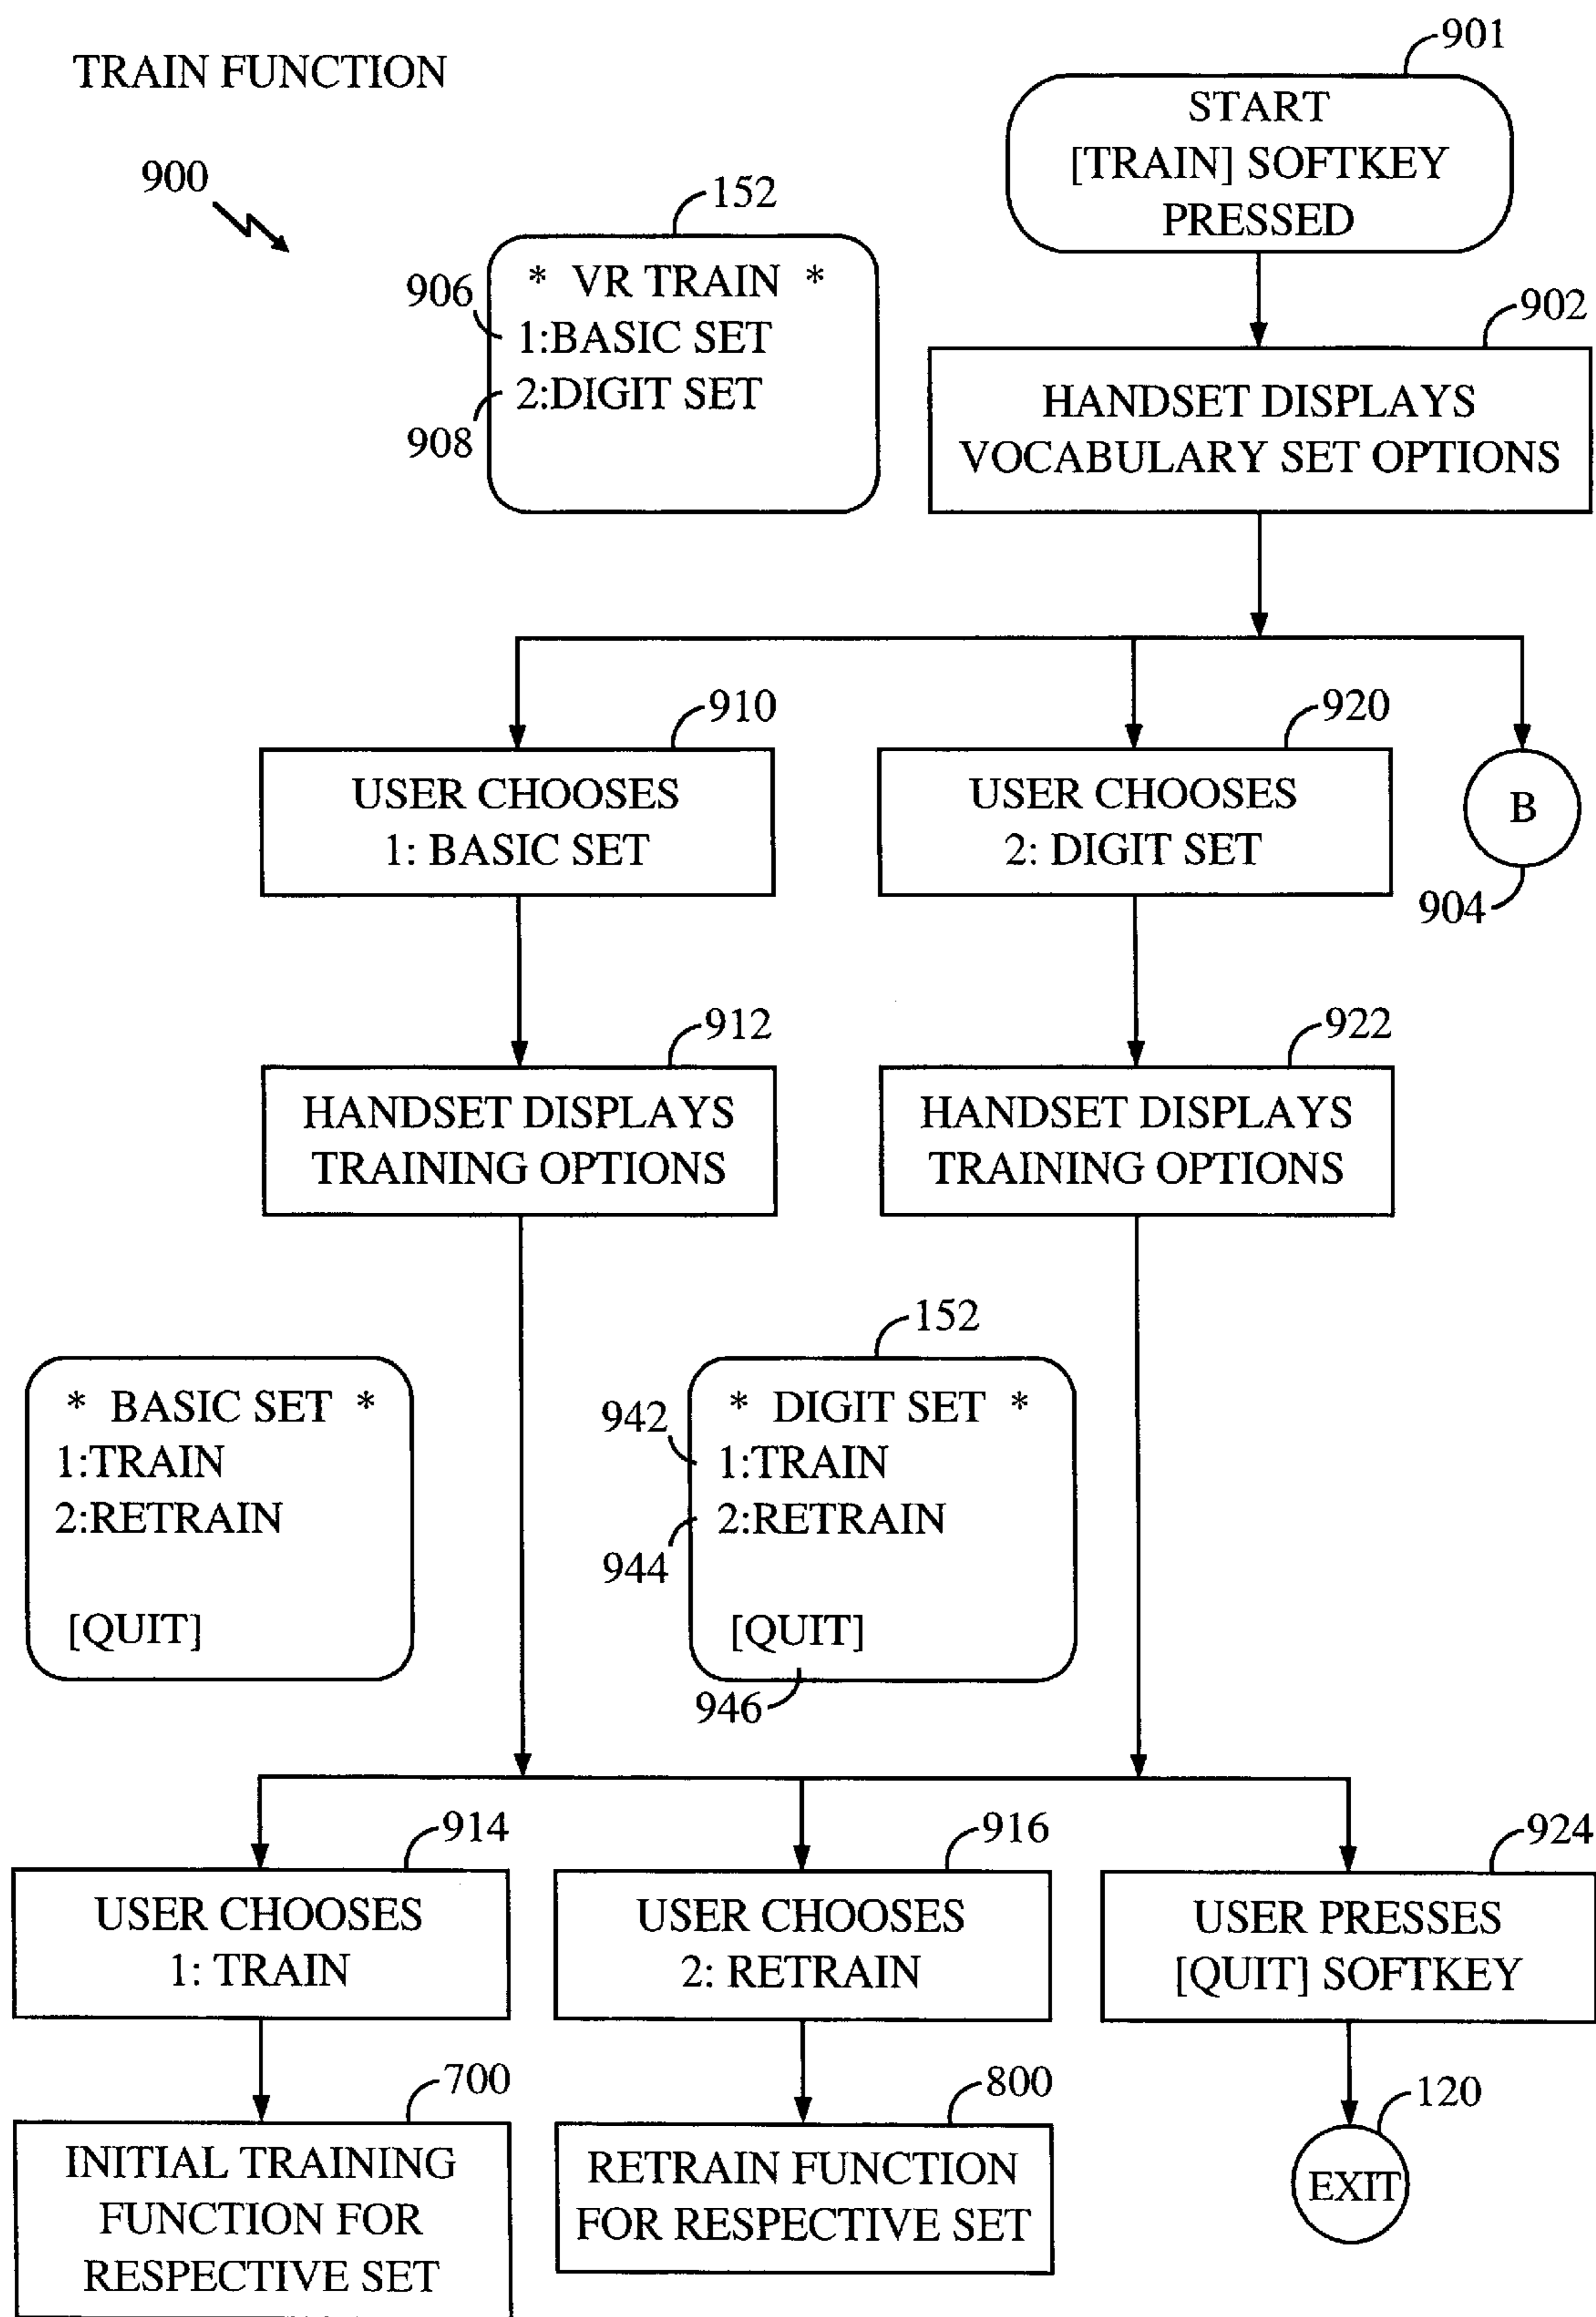 TRAIN FUNCTION
900
901
START
[TRAIN] SOFTKEY
PRESSED
152
* VR TRAIN *
906
1:BASIC SET
2:DIGIT SET
908
902
HANDSET DISPLAYS
VOCABULARY SET OPTIONS
910
USER CHOOSES
1: BASIC SET
920
USER CHOOSES
2: DIGIT SET
B
904
912
HANDSET DISPLAYS
TRAINING OPTIONS
922
HANDSET DISPLAYS
TRAINING OPTIONS
* BASIC SET *
1:TRAIN
2:RETRAIN
[QUIT]
152
* DIGIT SET *
942
1:TRAIN
2:RETRAIN
944
[QUIT]
946
914
USER CHOOSES
1: TRAIN
916
USER CHOOSES
2: RETRAIN
924
USER PRESSES
[QUIT] SOFTKEY
700
INITIAL TRAINING
FUNCTION FOR
RESPECTIVE SET
800
RETRAIN FUNCTION
FOR RESPECTIVE SET
120
EXIT